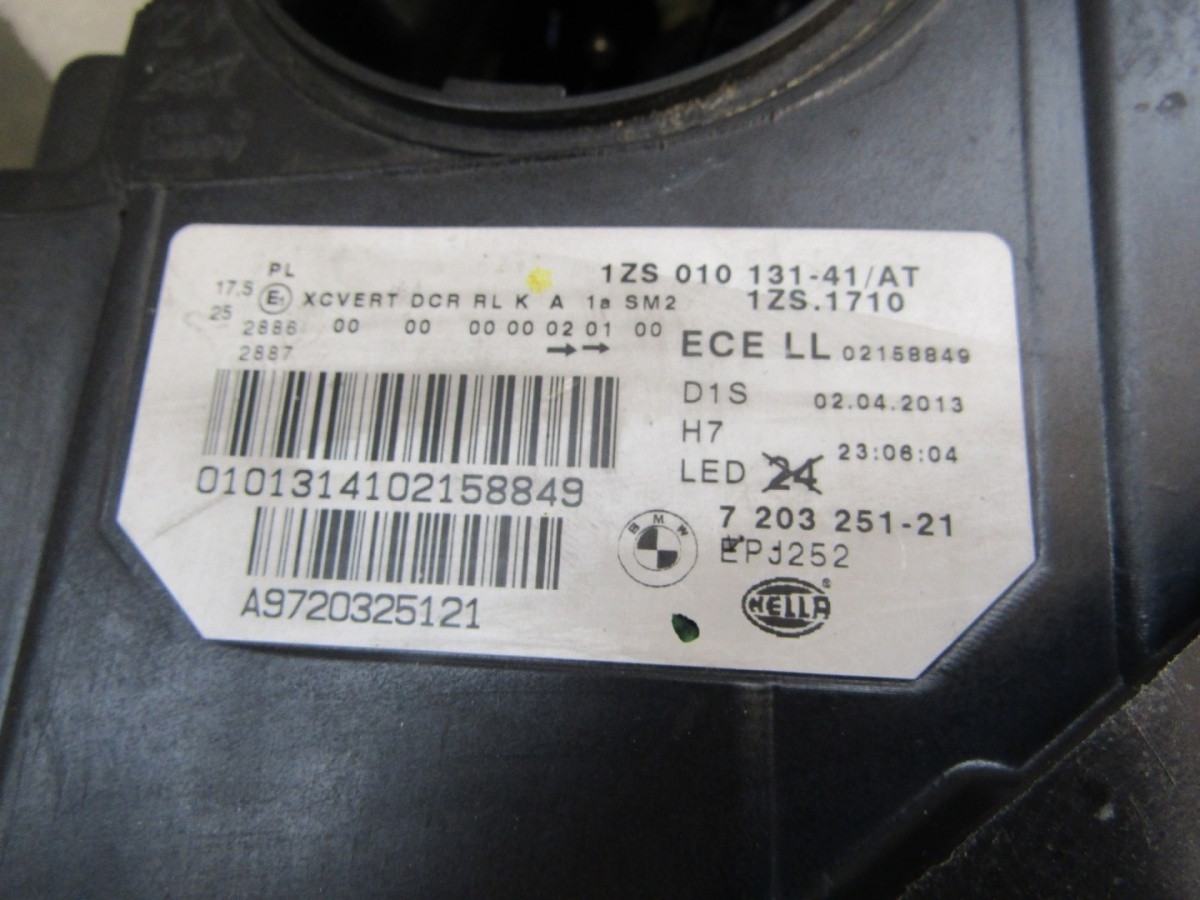 PL 1ZS 010 131-41/AT
17,5 E1 XCVERT DCR RL K A 1a SM2 1ZS.1710
25 2886 00 00 00 00 02 01 00
2887 ECE LL 02158849
D1S 02.04.2013
H7 23:06:04
LED 24
0101314102158849
7 203 251-21
BMW EPJ252
A9720325121 HELLA